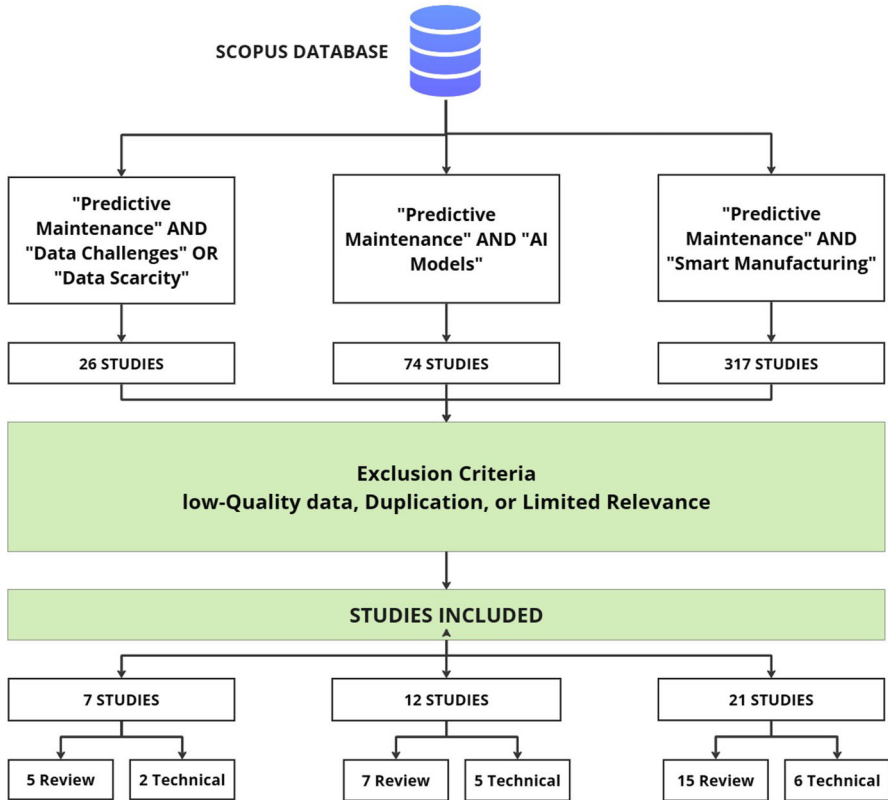 SCOPUS DATABASE
"Predictive
Maintenance" AND
"Data Challenges" OR
"Data Scarcity"
"Predictive
Maintenance" AND "AI
Models"
"Predictive
Maintenance" AND
"Smart Manufacturing"
26 STUDIES
74 STUDIES
317 STUDIES
Exclusion Criteria
low-Quality data, Duplication, or Limited Relevance
STUDIES INCLUDED
7 STUDIES
12 STUDIES
21 STUDIES
5 Review
2 Technical
7 Review
5 Technical
15 Review
6 Technical